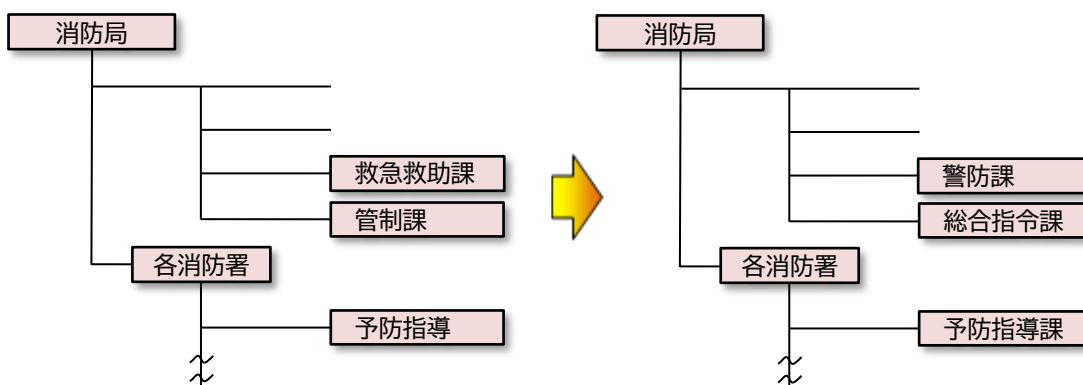 消防局
救急救助課
管制課
各消防署
予防指導
消防局
警防課
総合指令課
各消防署
予防指導課